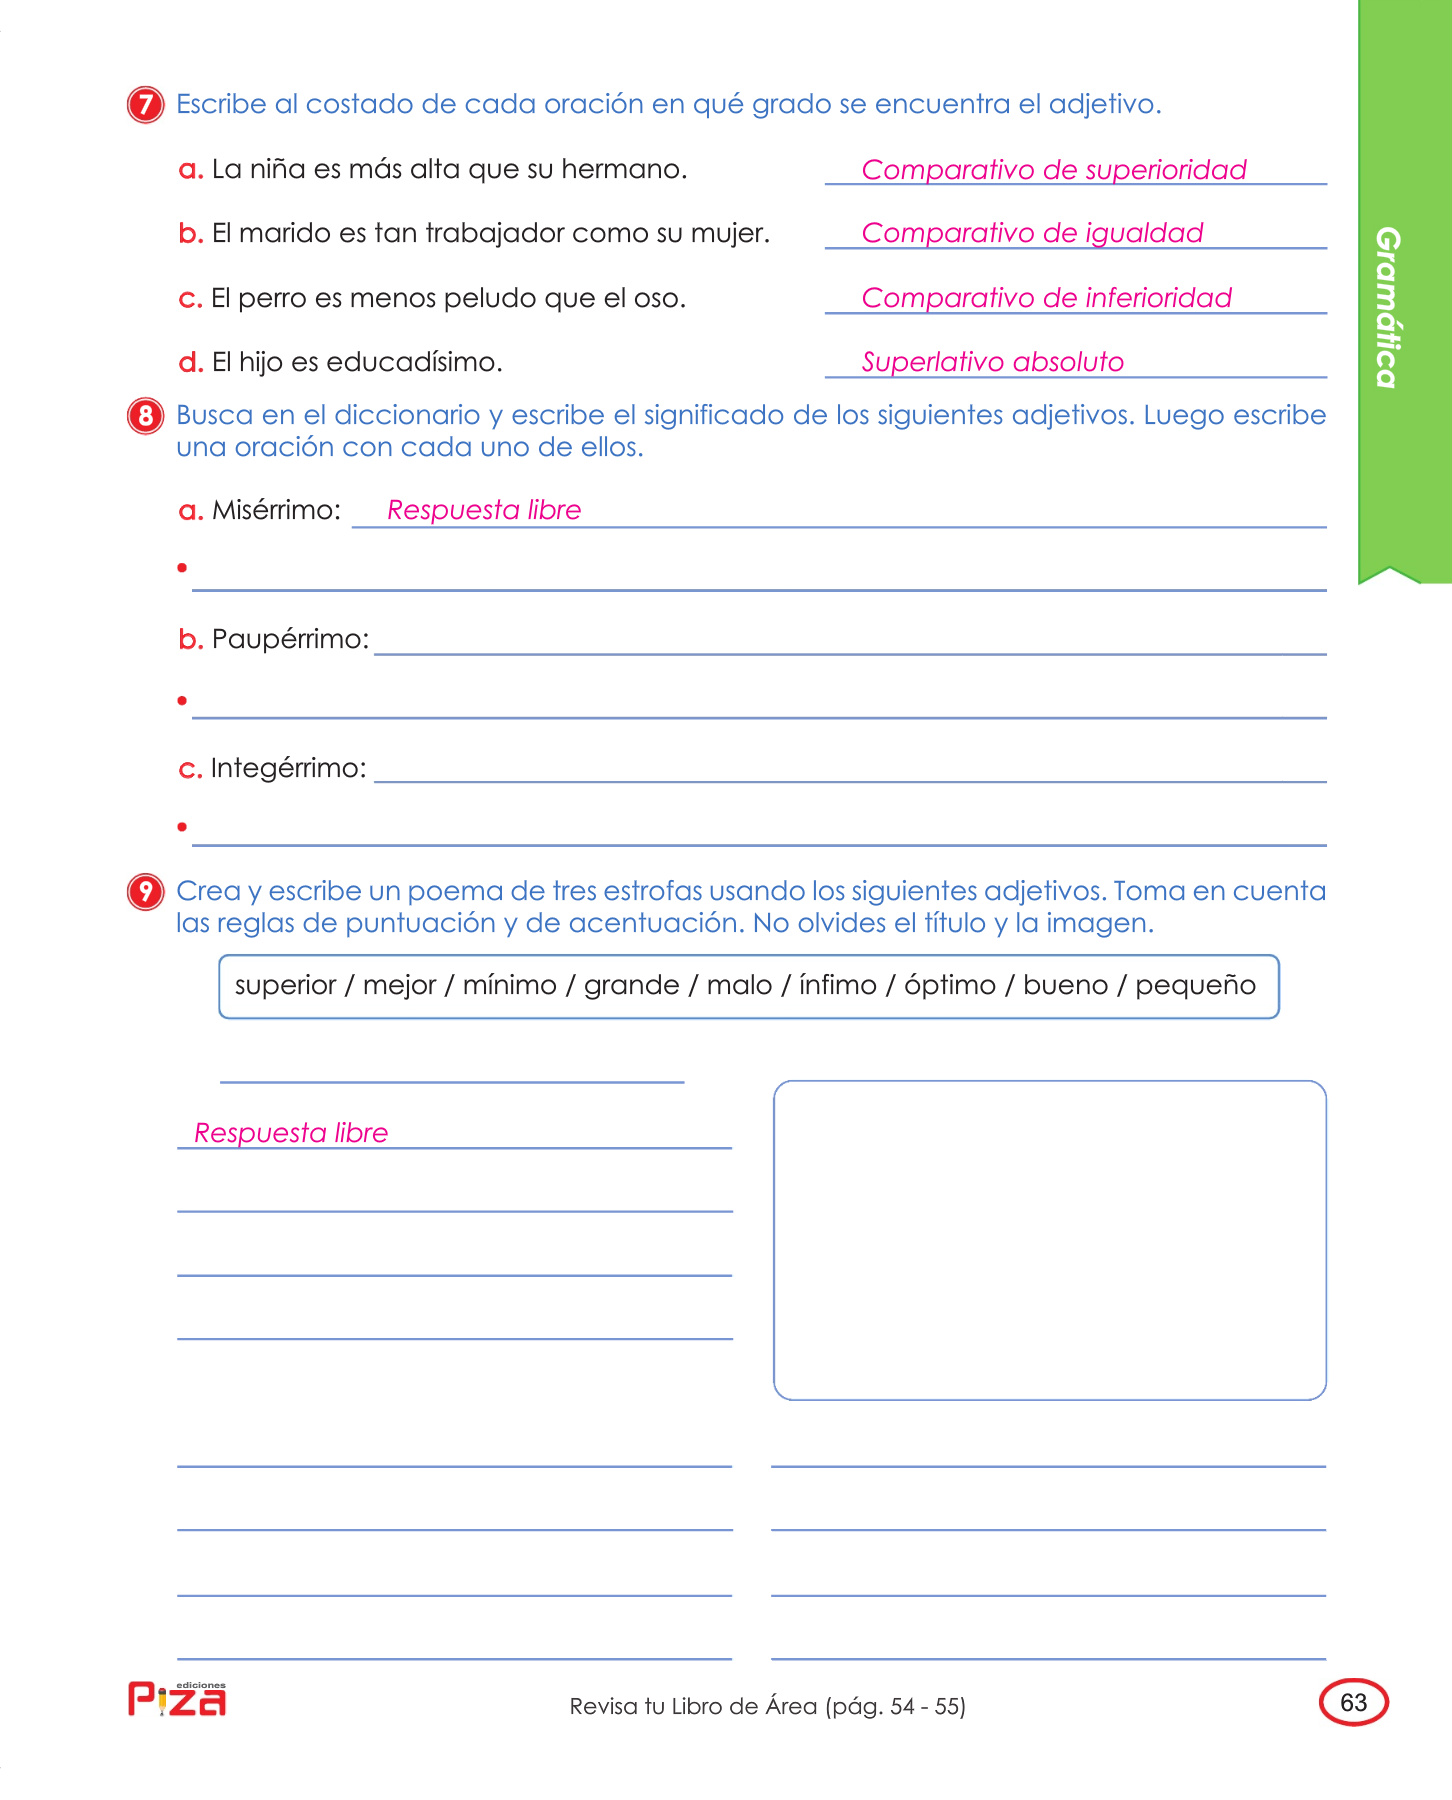 7 Escribe al costado de cada oración en qué grado se encuentra el adjetivo.
a. La niña es más alta que su hermano. Comparativo de superioridad
b. El marido es tan trabajador como su mujer. Comparativo de igualdad
c. El perro es menos peludo que el oso. Comparativo de inferioridad
d. El hijo es educadísimo. Superlativo absoluto
Gramática
8 Busca en el diccionario y escribe el significado de los siguientes adjetivos. Luego escribe
una oración con cada uno de ellos.
a. Misérrimo: Respuesta libre
•
b. Paupérrimo:
•
c. Integérrimo:
•
9 Crea y escribe un poema de tres estrofas usando los siguientes adjetivos. Toma en cuenta
las reglas de puntuación y de acentuación. No olvides el título y la imagen.
superior / mejor / mínimo / grande / malo / ínfimo / óptimo / bueno / pequeño
Respuesta libre
ediciones
Piza
Revisa tu Libro de Área (pág. 54 - 55)
63